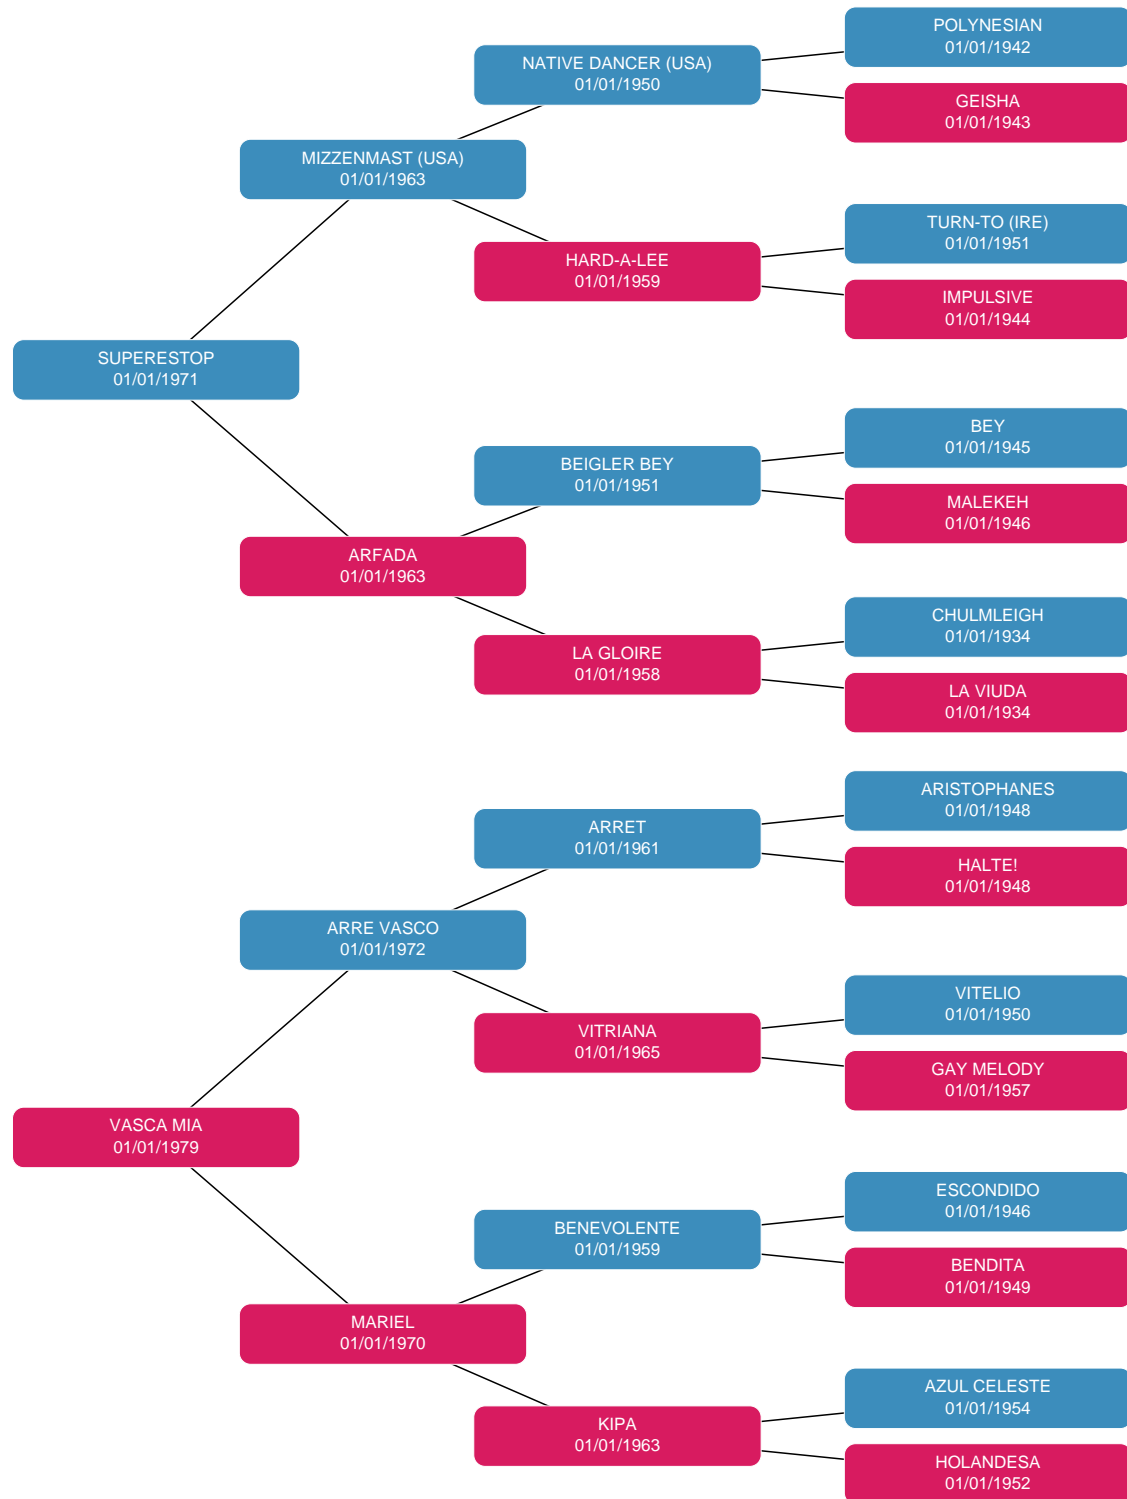 POLYNESIAN
01/01/1942
NATIVE DANCER (USA)
01/01/1950
GEISHA
01/01/1943
MIZZENMAST (USA)
01/01/1963
TURN-TO (IRE)
01/01/1951
HARD-A-LEE
01/01/1959
IMPULSIVE
01/01/1944
SUPERESTOP
01/01/1971
BEY
01/01/1945
BEIGLER BEY
01/01/1951
MALEKEH
01/01/1946
ARFADA
01/01/1963
CHULMLEIGH
01/01/1934
LA GLOIRE
01/01/1958
LA VIUDA
01/01/1934
ARISTOPHANES
01/01/1948
ARRET
01/01/1961
HALTE!
01/01/1948
ARRE VASCO
01/01/1972
VITELIO
01/01/1950
VITRIANA
01/01/1965
GAY MELODY
01/01/1957
VASCA MIA
01/01/1979
ESCONDIDO
01/01/1946
BENEVOLENTE
01/01/1959
BENDITA
01/01/1949
MARIEL
01/01/1970
AZUL CELESTE
01/01/1954
KIPA
01/01/1963
HOLANDESA
01/01/1952